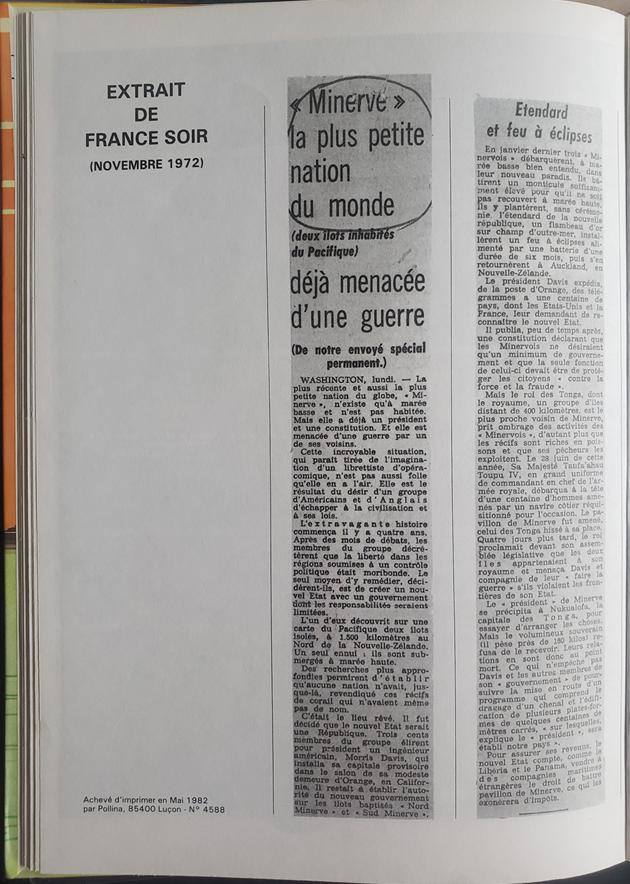 EXTRAIT
DE
FRANCE SOIR
(NOVEMBRE 1972)
Achevé d'imprimer en Mai 1982
par Pollina, 85400 Luçon - N° 4588
« Minerve »
la plus petite
nation
du monde
(deux îlots inhabités
du Pacifique)
déjà menacée
d'une guerre
(De notre envoyé spécial
permanent.)
WASHINGTON, lundi. — La
plus récente et aussi la plus
petite nation du globe, « Mi-
nerve », n'existe qu'à marée
basse et n'est pas habitée.
Mais elle a déjà un président
et une constitution. Et elle est
menacée d'une guerre par un
de ses voisins.
Cette incroyable situation,
qui paraît tirée de l'imagina-
tion d'un librettiste d'opéra-
comique, n'est pas aussi folle
qu'elle en a l'air. Elle est le
résultat du désir d'un groupe
d'Américains et d'Anglais
d'échapper à la civilisation et
à ses lois.
L'extravagante histoire
commença il y a quatre ans.
Après des mois de débats, les
membres du groupe décré-
tèrent que la liberté dans les
régions soumises à un contrôle
politique était moribonde. Le
seul moyen d'y remédier, déci-
dèrent-ils, est de créer un nou-
vel Etat avec un gouvernement
dont les responsabilités seraient
limitées.
L'un d'eux découvrit sur une
carte du Pacifique deux îlots
isolés, à 1.500 kilomètres au
Nord de la Nouvelle-Zélande.
Un seul ennui : ils sont sub-
mergés à marée haute.
Des recherches plus appro-
fondies permirent d'établir
qu'aucune nation n'avait, jus-
que-là, revendiqué ces récifs
de corail qui n'avaient même
pas de nom.
C'était le lieu rêvé. Il fut
décidé que le nouvel Etat serait
une République. Trois cents
membres du groupe élirent
pour président un ingénieur
américain, Morris Davis, qui
installa sa capitale provisoire
dans le salon de sa modeste
demeure d'Orange, en Califor-
nie. Il restait à établir l'auto-
rité du nouveau gouvernement
sur les îlots baptisés « Nord
Minerve » et « Sud Minerve ».
Etendard
et feu à éclipses
En janvier dernier trois « Mi-
nervois » débarquèrent, à ma-
rée basse bien entendu, dans
leur nouveau paradis. Ils bâ-
tirent un monticule suffisam-
ment élevé pour qu'il ne soit
pas recouvert à marée haute.
Ils y plantèrent, sans cérémo-
nie, l'étendard de la nouvelle
république, un flambeau d'or
sur champ d'outre-mer, instal-
lèrent un feu à éclipses ali-
menté par une batterie d'une
durée de six mois, puis s'en
retournèrent à Auckland, en
Nouvelle-Zélande.
Le président Davis expédia,
de la poste d'Orange, des télé-
grammes a une centaine de
pays, dont les Etats-Unis et la
France, leur demandant de re-
connaître le nouvel Etat.
Il publia, peu de temps après,
une constitution déclarant que
les Minervois ne désiraient
qu'un minimum de gouverne-
ment et que la seule fonction
de celui-ci devait être de proté-
ger les citoyens « contre la
force et la fraude ».
Mais le roi des Tonga, dont
le royaume, un groupe d'îles
distant de 400 kilomètres, est le
plus proche voisin de Minerve,
prit ombrage des activités des
« Minervois », d'autant plus que
les récifs sont riches en pois-
sons et que ses pêcheurs les
exploitent. Le 28 juin de cette
année, Sa Majesté Taufa'ahau
Toupu IV, en grand uniforme
de commandant en chef de l'ar-
mée royale, débarqua à la tête
d'une centaine d'hommes ame-
nés par un navire côtier réqui-
sitionné pour l'occasion. Le pa-
villon de Minerve fut amené,
celui des Tonga hissé à sa place.
Quatre jours plus tard, le roi
proclamait devant son assem-
blée législative que les deux
îles appartenaient à son
royaume et menaça Davis et
compagnie de leur « faire la
guerre » s'ils violaient les fron-
tières de son Etat.
Le « président » de Minerve
se précipita à Nukualofa, la
capitale des Tonga, pour
essayer d'arranger les choses.
Mais le volumineux souverain
(il pèse près de 180 kilos) re-
fusa de le recevoir. Leurs rela-
tions en sont donc au point
mort. Ce qui n'empêche pas
Davis et les autres membres de
son « gouvernement » de pour-
suivre la mise en route d'un
programme qui comprend le
dragage d'un chenal et l'édifi-
cation de plusieurs plates-for-
mes de quelques centaines de
mètres carrés, « sur lesquelles,
explique le « président », sera
établi notre pays ».
Pour assurer ses revenus, le
nouvel Etat compte, comme le
Libéria et le Panama, vendre à
des compagnies maritimes
étrangères le droit de battre
pavillon de Minerve, ce qui les
exonérera d'impôts.